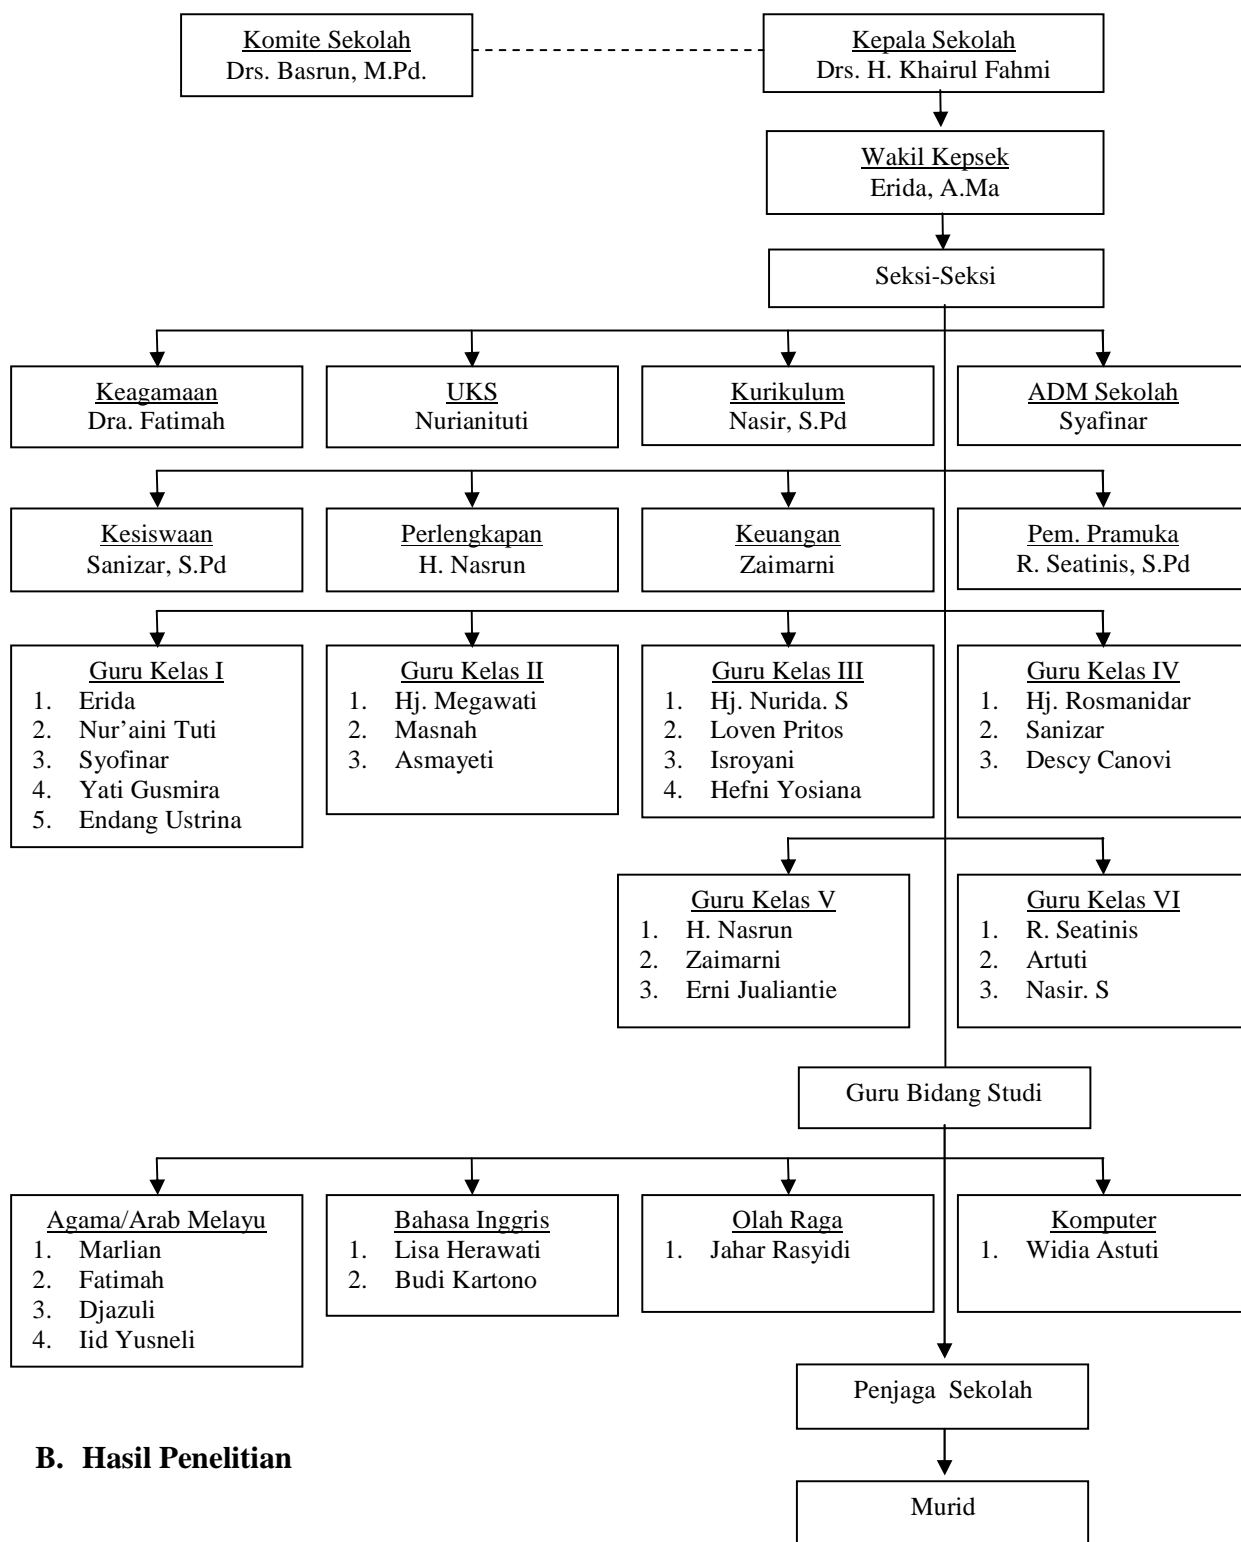 Komite Sekolah
Drs. Basrun, M.Pd.
Kepala Sekolah
Drs. H. Khairul Fahmi
Wakil Kepsek
Erida, A.Ma
Seksi-Seksi
Keagamaan
Dra. Fatimah
UKS
Nurianituti
Kurikulum
Nasir, S.Pd
ADM Sekolah
Syafinar
Kesiswaan
Sanizar, S.Pd
Perlengkapan
H. Nasrun
Keuangan
Zaimarni
Pem. Pramuka
R. Seatinis, S.Pd
Guru Kelas I
1. Erida
2. Nur’aini Tuti
3. Syofinar
4. Yati Gusmira
5. Endang Ustrina
Guru Kelas II
1. Hj. Megawati
2. Masnah
3. Asmayeti
Guru Kelas III
1. Hj. Nurida. S
2. Loven Pritos
3. Isroyani
4. Hefni Yosiana
Guru Kelas IV
1. Hj. Rosmanidar
2. Sanizar
3. Descy Canovi
Guru Kelas V
1. H. Nasrun
2. Zaimarni
3. Erni Jualiantie
Guru Kelas VI
1. R. Seatinis
2. Artuti
3. Nasir. S
Guru Bidang Studi
Agama/Arab Melayu
1. Marlian
2. Fatimah
3. Djazuli
4. Iid Yusneli
Bahasa Inggris
1. Lisa Herawati
2. Budi Kartono
Olah Raga
1. Jahar Rasyidi
Komputer
1. Widia Astuti
Penjaga Sekolah
B. Hasil Penelitian
Murid